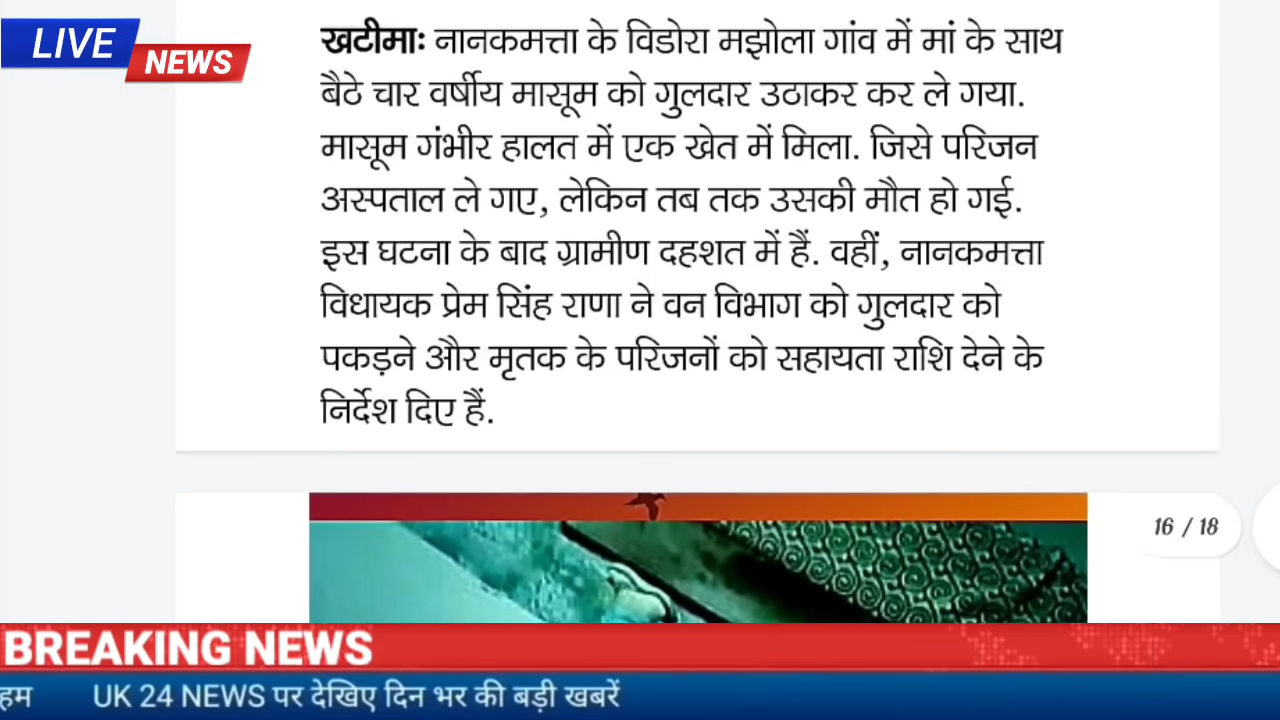 LIVE
NEWS
खटीमाः नानकमत्ता के विडोरा मझोला गांव में मां के साथ
बैठे चार वर्षीय मासूम को गुलदार उठाकर कर ले गया.
मासूम गंभीर हालत में एक खेत में मिला. जिसे परिजन
अस्पताल ले गए, लेकिन तब तक उसकी मौत हो गई.
इस घटना के बाद ग्रामीण दहशत में हैं. वहीं, नानकमत्ता
विधायक प्रेम सिंह राणा ने वन विभाग को गुलदार को
पकड़ने और मृतक के परिजनों को सहायता राशि देने के
निर्देश दिए हैं.
16 / 18
BREAKING NEWS
हम UK 24 NEWS पर देखिए दिन भर की बड़ी खबरें